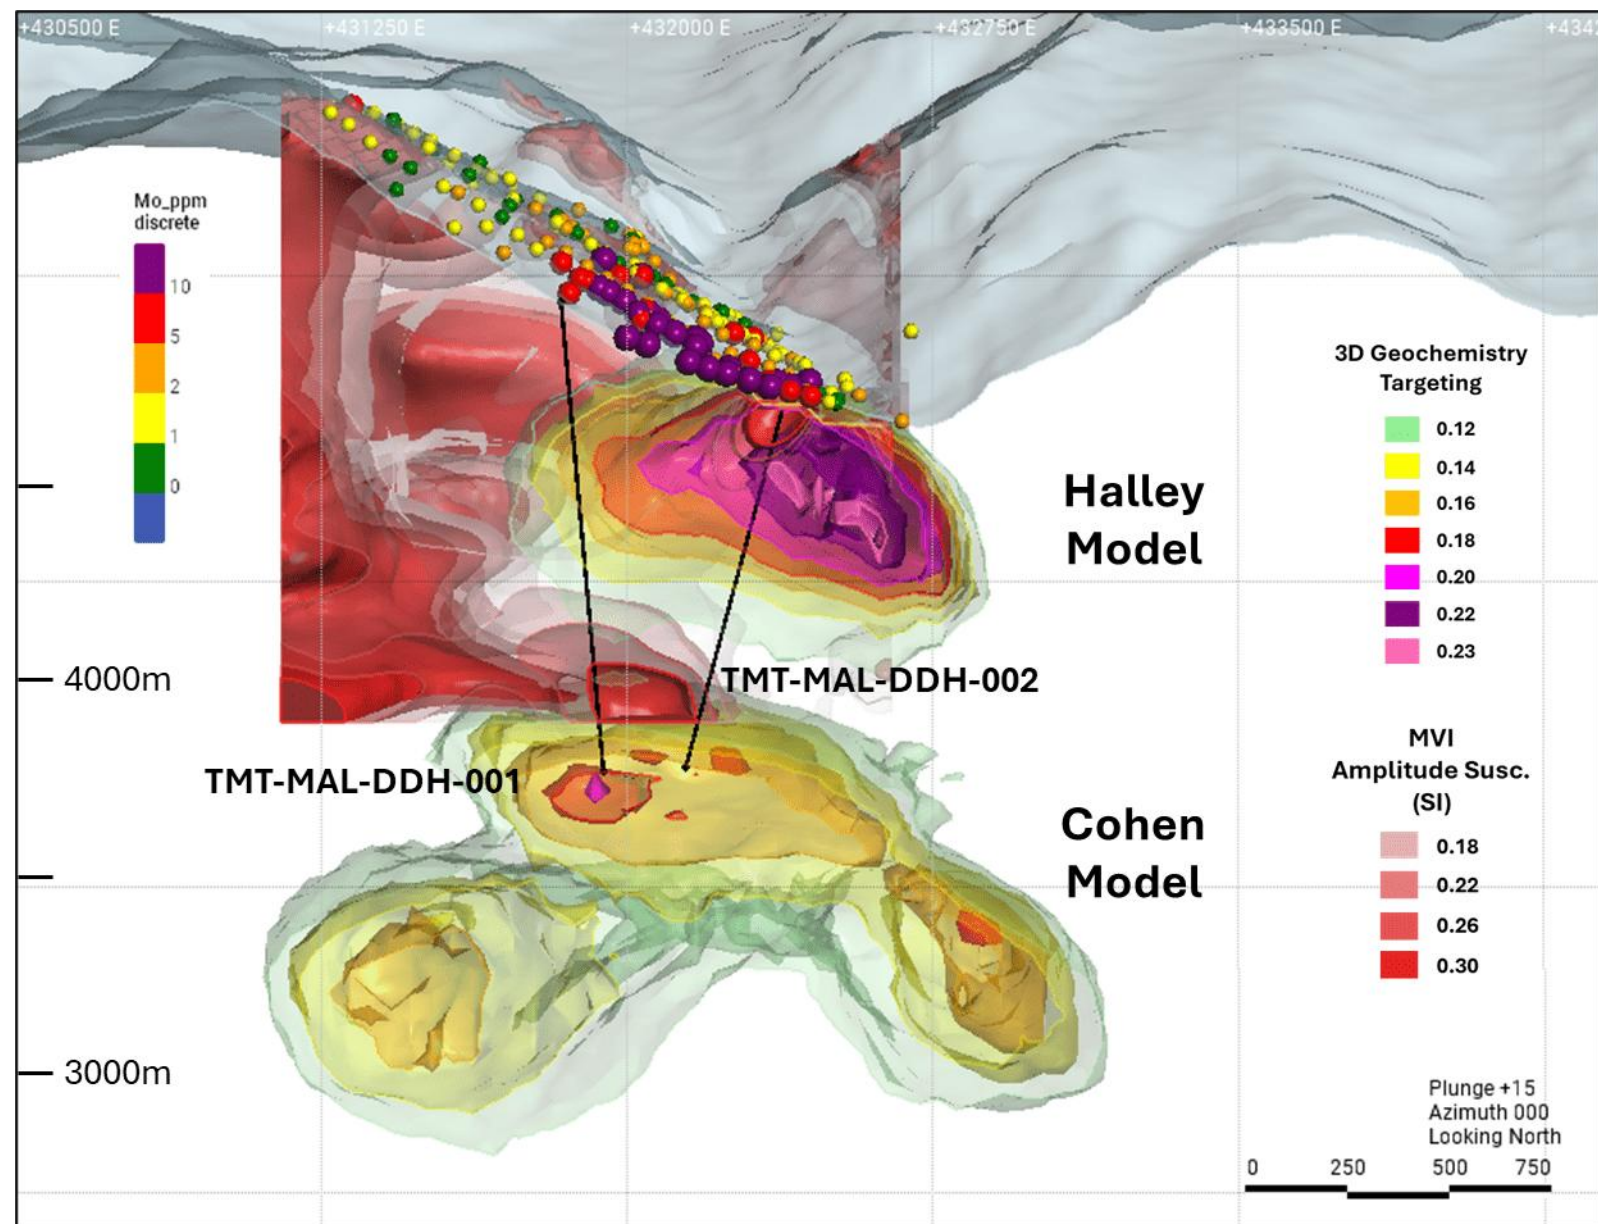 +430500 E
+431250 E
+432000 E
+432750 E
+433500 E
Mo_ppm
discrete
10
5
2
1
0
3D Geochemistry
Targeting
0.12
0.14
0.16
0.18
0.20
0.22
0.23
Halley
Model
4000m
TMT-MAL-DDH-002
TMT-MAL-DDH-001
MVI
Amplitude Susc.
(SI)
0.18
0.22
0.26
0.30
Cohen
Model
3000m
Plunge +15
Azimuth 000
Looking North
0 250 500 750